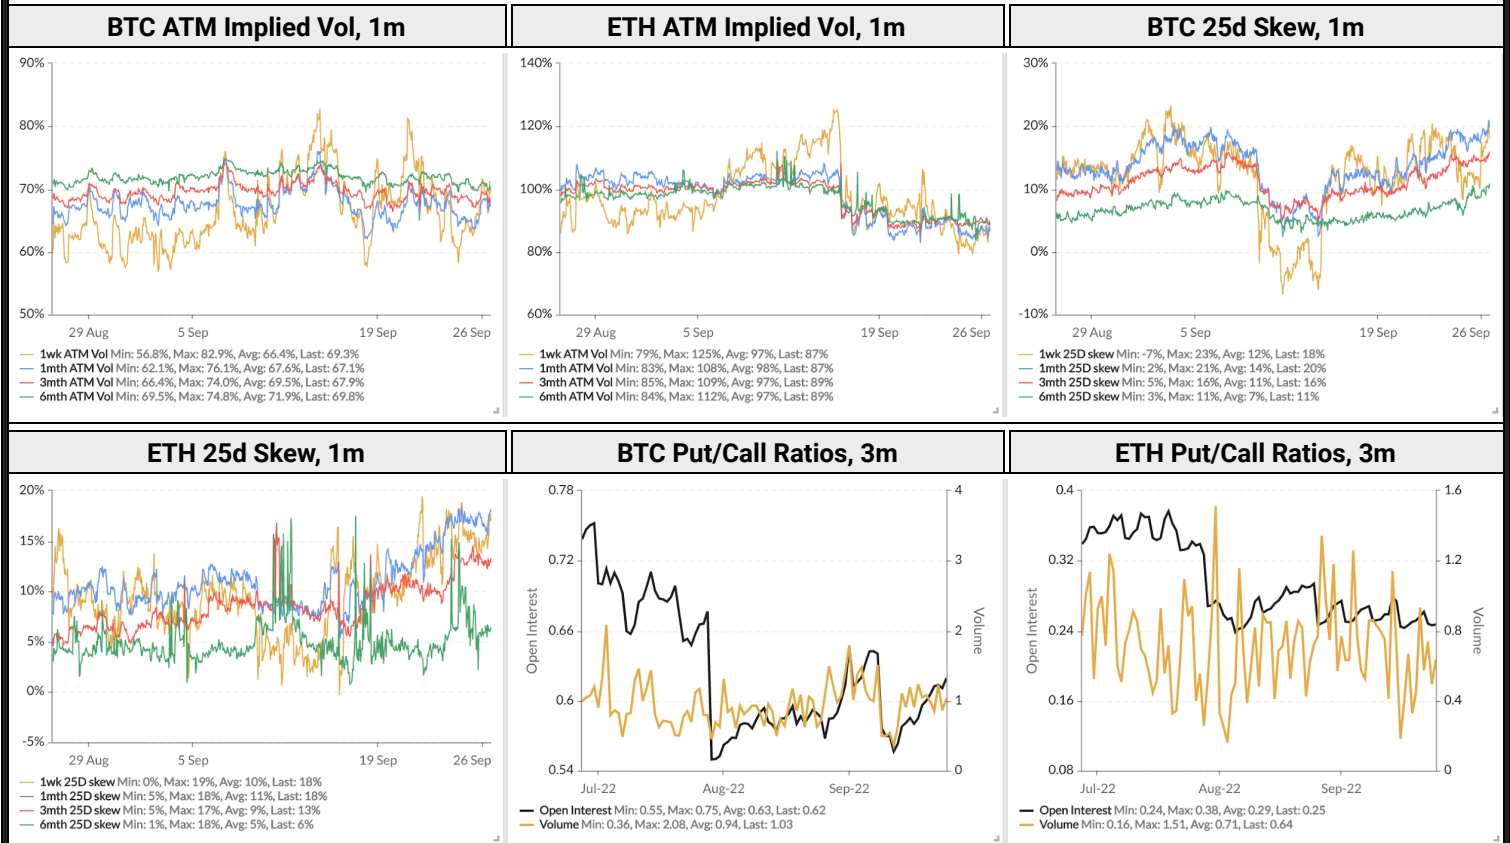 BTC ATM Implied Vol, 1m
90%
80%
70%
60%
50%
29 Aug 5 Sep 19 Sep 26 Sep
1wk ATM Vol Min: 56.8%, Max: 82.9%, Avg: 66.4%, Last: 69.3%
1mth ATM Vol Min: 62.1%, Max: 76.1%, Avg: 67.6%, Last: 67.1%
3mth ATM Vol Min: 66.4%, Max: 74.0%, Avg: 69.5%, Last: 67.9%
6mth ATM Vol Min: 69.5%, Max: 74.8%, Avg: 71.9%, Last: 69.8%
ETH ATM Implied Vol, 1m
140%
120%
100%
80%
60%
29 Aug 5 Sep 19 Sep 26 Sep
1wk ATM Vol Min: 79%, Max: 125%, Avg: 97%, Last: 87%
1mth ATM Vol Min: 83%, Max: 108%, Avg: 98%, Last: 87%
3mth ATM Vol Min: 85%, Max: 109%, Avg: 97%, Last: 89%
6mth ATM Vol Min: 84%, Max: 112%, Avg: 97%, Last: 89%
BTC 25d Skew, 1m
30%
20%
10%
0%
-10%
29 Aug 5 Sep 19 Sep 26 Sep
1wk 25D skew Min: -7%, Max: 23%, Avg: 12%, Last: 18%
1mth 25D skew Min: 2%, Max: 21%, Avg: 14%, Last: 20%
3mth 25D skew Min: 5%, Max: 16%, Avg: 11%, Last: 16%
6mth 25D skew Min: 3%, Max: 11%, Avg: 7%, Last: 11%
ETH 25d Skew, 1m
20%
15%
10%
5%
0%
-5%
29 Aug 5 Sep 19 Sep 26 Sep
1wk 25D skew Min: 0%, Max: 19%, Avg: 10%, Last: 18%
1mth 25D skew Min: 5%, Max: 18%, Avg: 11%, Last: 18%
3mth 25D skew Min: 5%, Max: 17%, Avg: 9%, Last: 13%
6mth 25D skew Min: 1%, Max: 18%, Avg: 5%, Last: 6%
BTC Put/Call Ratios, 3m
0.78 4
0.72 3
0.66 2
0.6 1
0.54 0
Open Interest
Volume
Jul-22 Aug-22 Sep-22
Open Interest Min: 0.55, Max: 0.75, Avg: 0.63, Last: 0.62
Volume Min: 0.36, Max: 2.08, Avg: 0.94, Last: 1.03
ETH Put/Call Ratios, 3m
0.4 1.6
0.32 1.2
0.24 0.8
0.16 0.4
0.08 0
Open Interest
Volume
Jul-22 Aug-22 Sep-22
Open Interest Min: 0.24, Max: 0.38, Avg: 0.29, Last: 0.25
Volume Min: 0.16, Max: 1.51, Avg: 0.71, Last: 0.64